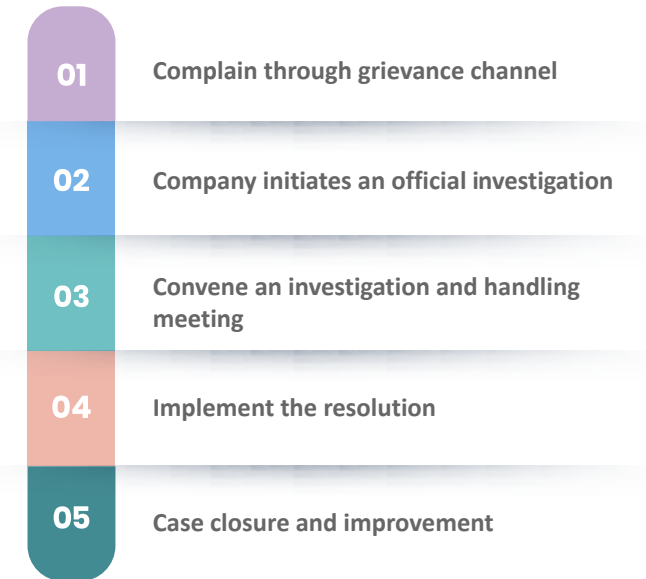 01
Complain through grievance channel
02
Company initiates an official investigation
03
Convene an investigation and handling
meeting
04
Implement the resolution
05
Case closure and improvement